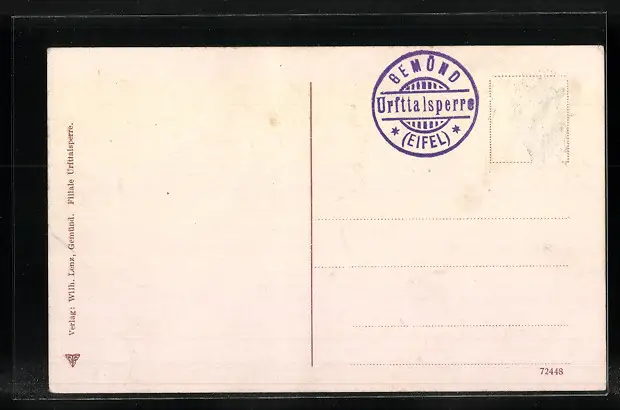 GEMÜND
Urfttalsperre
* (EIFEL) *
Verlag: Wilh. Lenz, Gemünd. Filiale Urfttalsperre.
72448